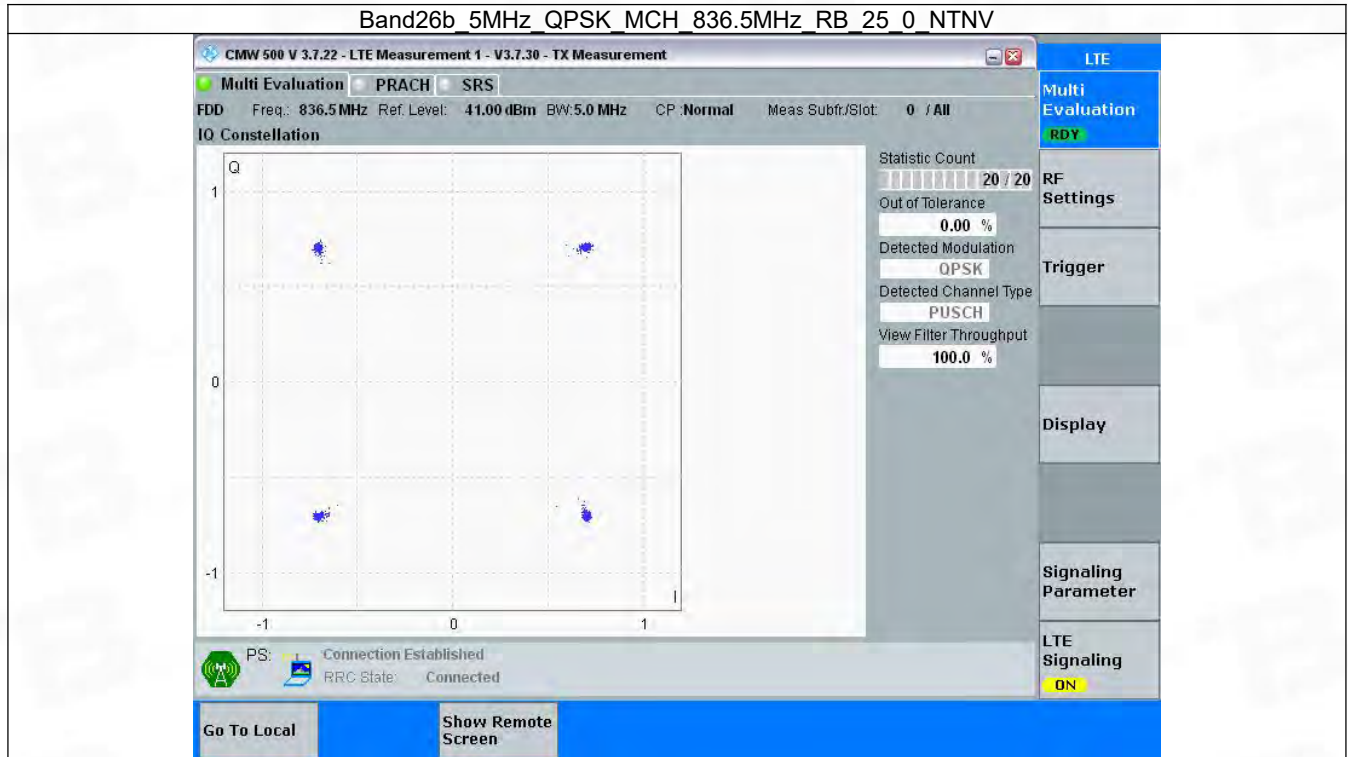 Band26b_5MHz_QPSK_MCH_836.5MHz_RB_25_0_NTNV
CMW 500 V 3.7.22 - LTE Measurement 1 - V3.7.30 - TX Measurement
Multi Evaluation PRACH SRS
FDD Freq.: 836.5 MHz Ref. Level: 41.00 dBm BW: 5.0 MHz CP :Normal Meas Subfr./Slot: 0 / All
IQ Constellation
Q
1
0
-1
I
-1 0 1
Statistic Count
20 / 20
Out of Tolerance
0.00 %
Detected Modulation
QPSK
Detected Channel Type
PUSCH
View Filter Throughput
100.0 %
PS: Connection Established
RRC State: Connected
LTE
Multi
Evaluation
RDY
RF
Settings
Trigger
Display
Signaling
Parameter
LTE
Signaling
ON
Go To Local
Show Remote
Screen